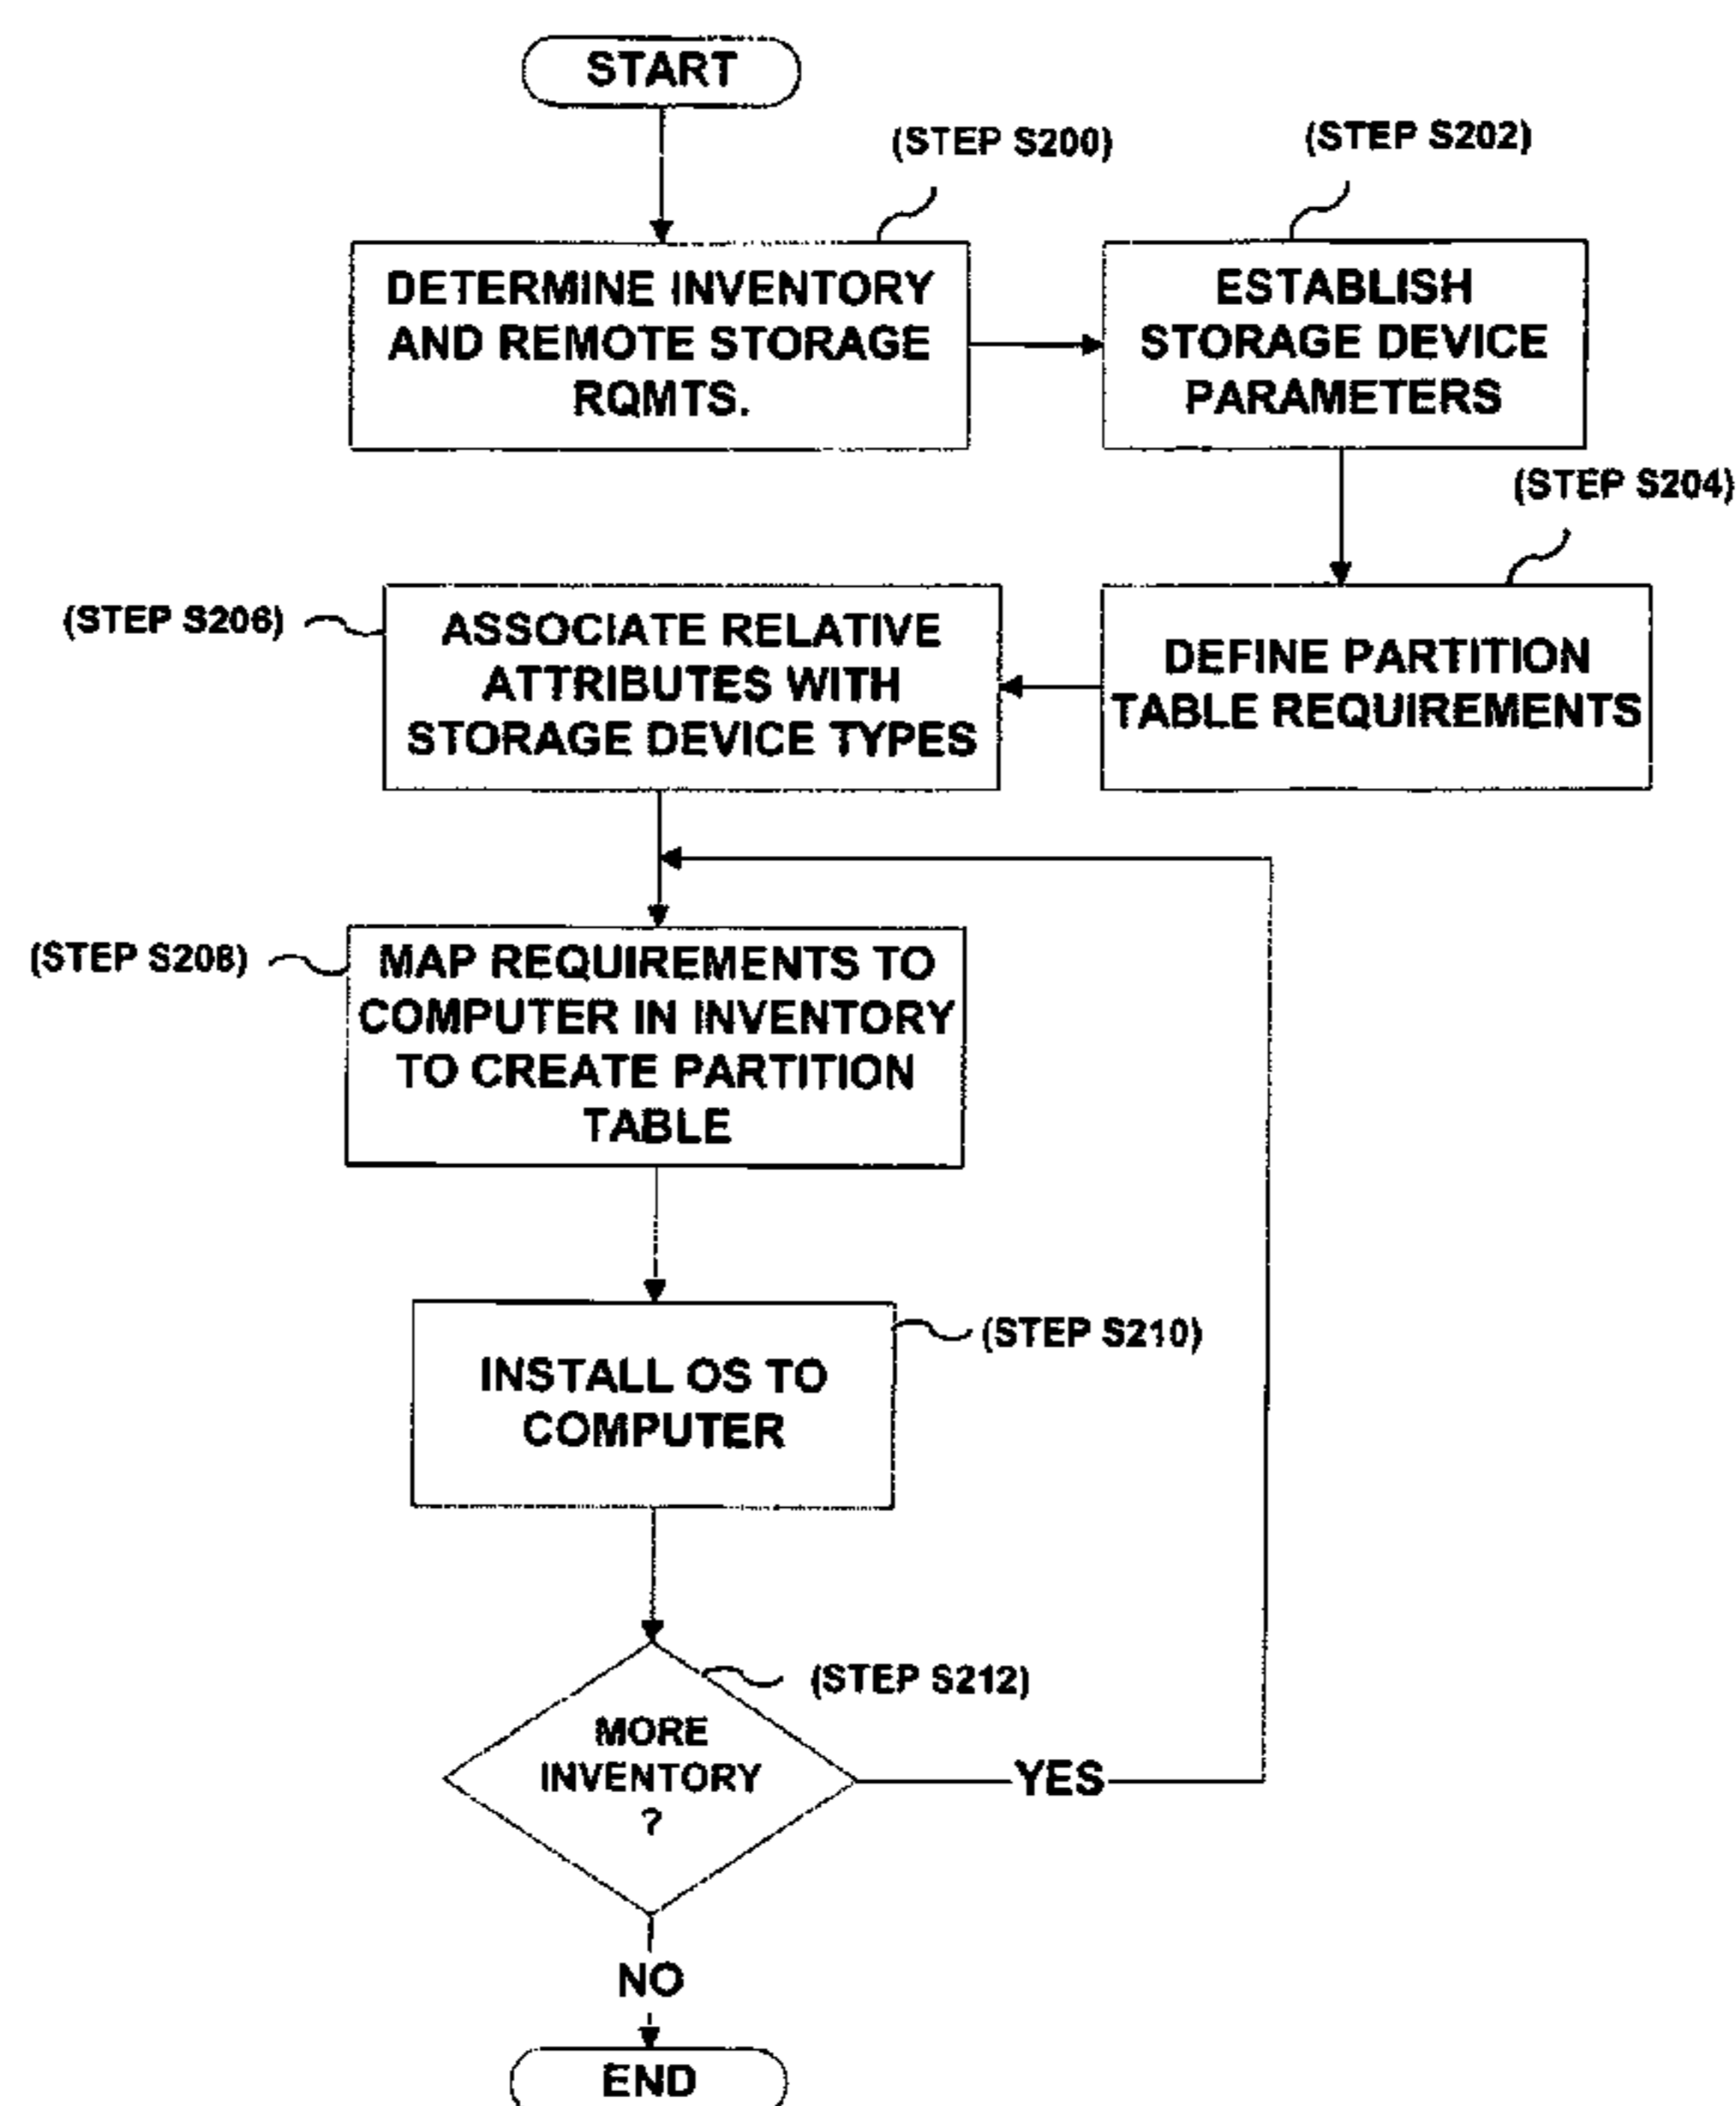 START
(STEP S200)
DETERMINE INVENTORY
AND REMOTE STORAGE
RQMTS.
(STEP S202)
ESTABLISH
STORAGE DEVICE
PARAMETERS
(STEP S204)
DEFINE PARTITION
TABLE REQUIREMENTS
(STEP S206)
ASSOCIATE RELATIVE
ATTRIBUTES WITH
STORAGE DEVICE TYPES
(STEP S208)
MAP REQUIREMENTS TO
COMPUTER IN INVENTORY
TO CREATE PARTITION
TABLE
(STEP S210)
INSTALL OS TO
COMPUTER
(STEP S212)
MORE
INVENTORY
?
YES
NO
END